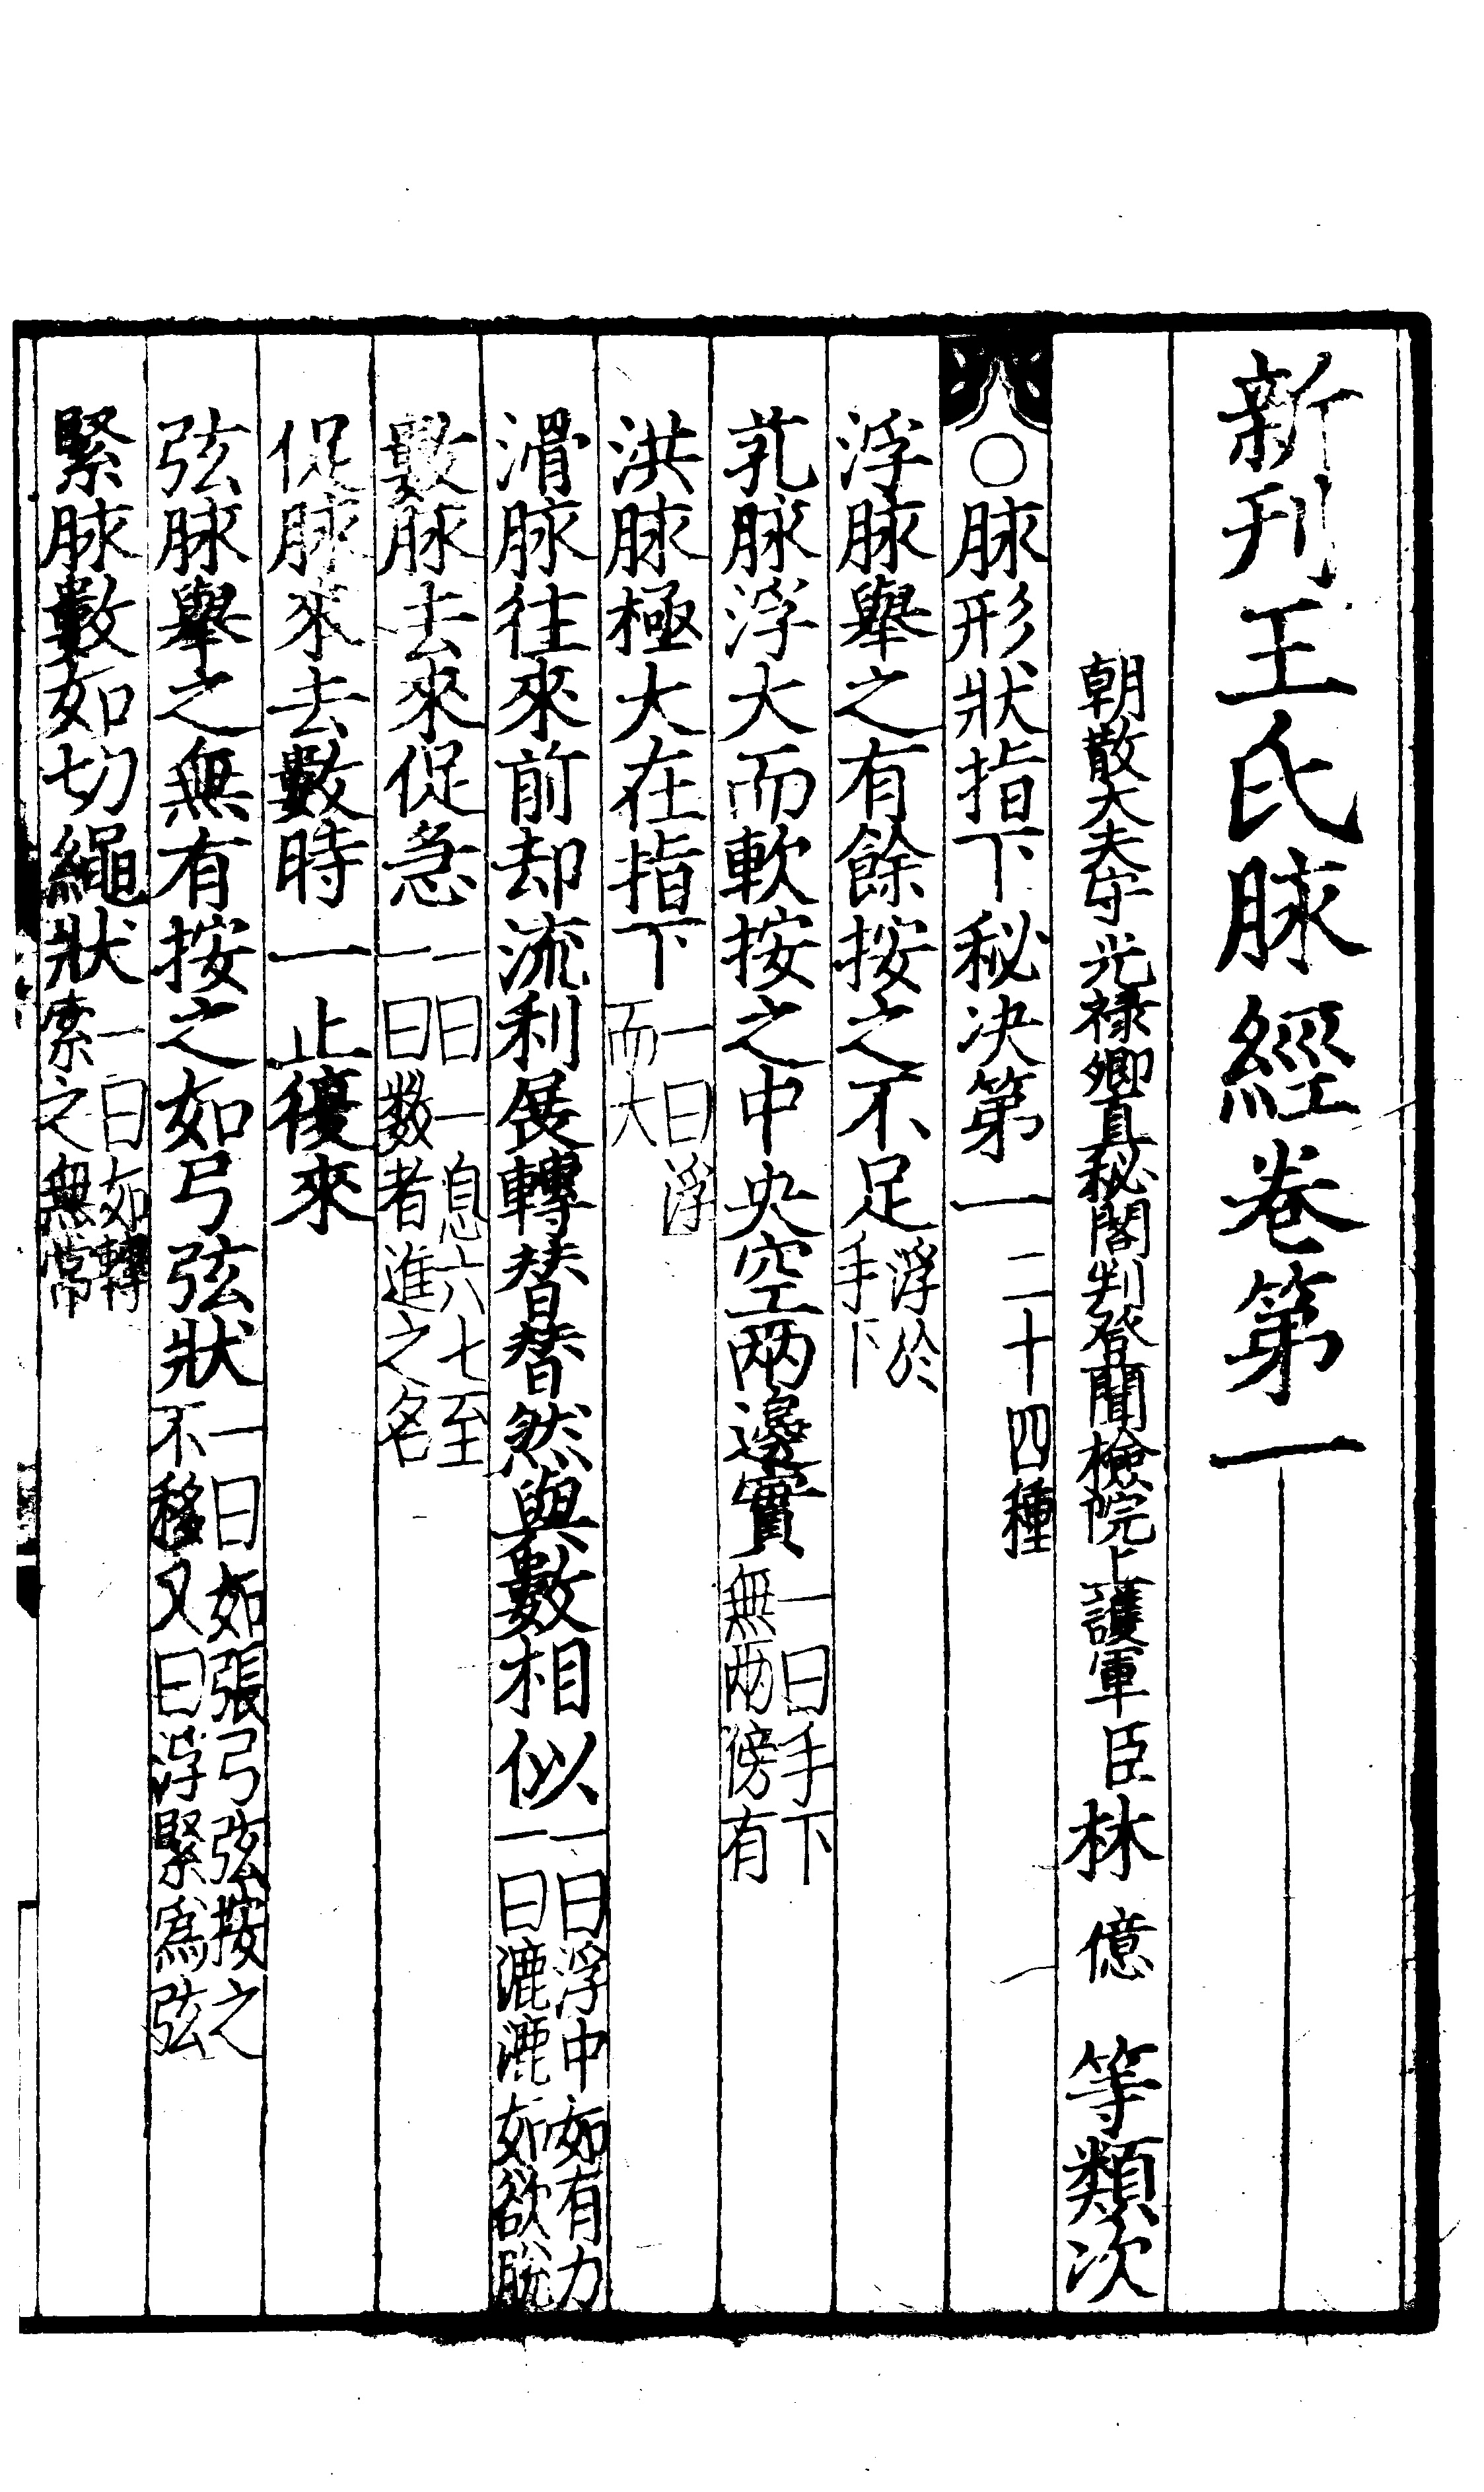 新刋王氏脉經卷第一
朝散大夫守光禄卿直秘閣判登聞檢院上護軍臣林億等類次
〇脉形狀指下秘决第一二十四種
浮脉舉之有餘按之不足浮於手下
芤脉浮大而軟按之中央空兩邊實一曰手下無兩傍有
洪脉極大在指下一曰浮而大
滑脉往來前却流利展轉替替然與數相似一曰浮中如有力一曰漉漉如欲脫
數脉去來促急一曰一息六七至一曰數者進之名
促脉來去數時一止復來
弦脉舉之無有按之如弓弦狀一曰如張弓弦按之不移又曰浮緊爲弦
緊脉數如切繩狀一曰如轉索之無常